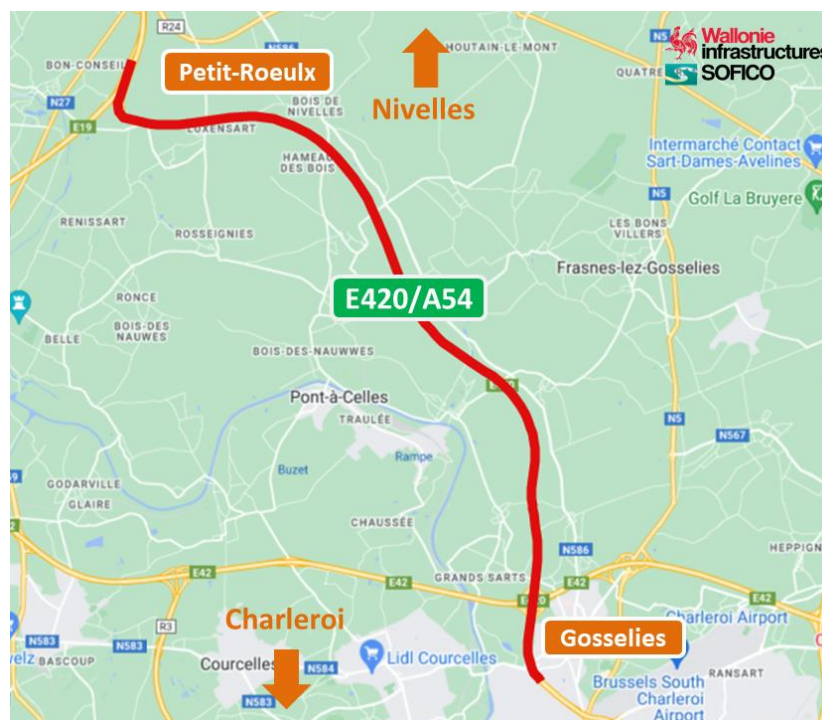 R24
N586
HOUTAIN-LE-MONT
N5
Wallonie
infrastructures
SOFICO
BON-CONSEIL
Petit-Roeulx
QUATRE
Nivelles
N27
BOIS DE
NIVELLES
E19
LUXENSART
Intermarché Contact
Sart-Dames-Avelines
HAMEAU
DES BOIS
N5
Golf La Bruyere
RENISSART
ROSSEIGNIES
LES BONS
VILLERS
Frasnes-lez-Gosselies
RONCE
E420/A54
BOIS-DES
NAUWES
BELLE
BOIS-DES-NAUWWES
Pont-à-Celles
TRAULÉE
N5
N567
Buzet
Rampe
GODARVILLE
GLAIRE
CHAUSSÉE
N586
HEPPIGN
E42
E42
GRANDS SARTS
E42
E42
Charleroi
R3
Gosselies
Charleroi Airport
N583
N583
BASCOUP
Courcelles
N584
Lidl Courcelles
RANSART
Brussels South
Charleroi
Airport
N583